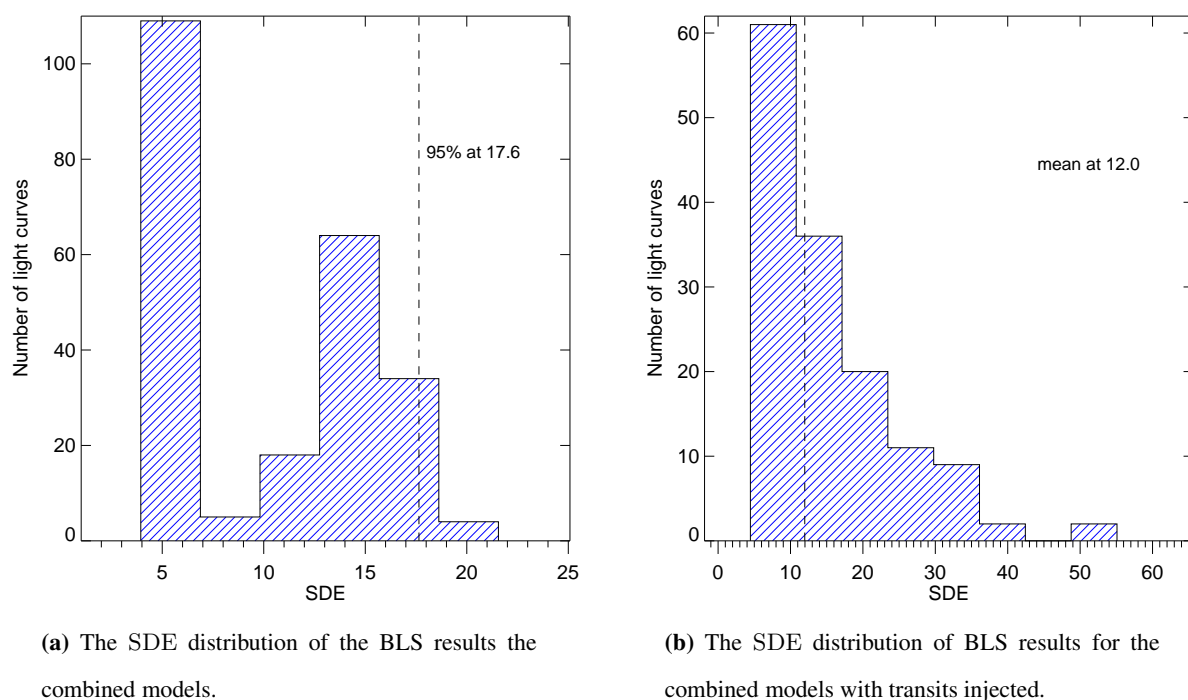 100
80
60
40
20
0
Number of light curves
95% at 17.6
5 10 15 20 25
SDE
(a) The SDE distribution of the BLS results the
combined models.
60
50
40
30
20
10
0
Number of light curves
mean at 12.0
0 10 20 30 40 50 60
SDE
(b) The SDE distribution of BLS results for the
combined models with transits injected.